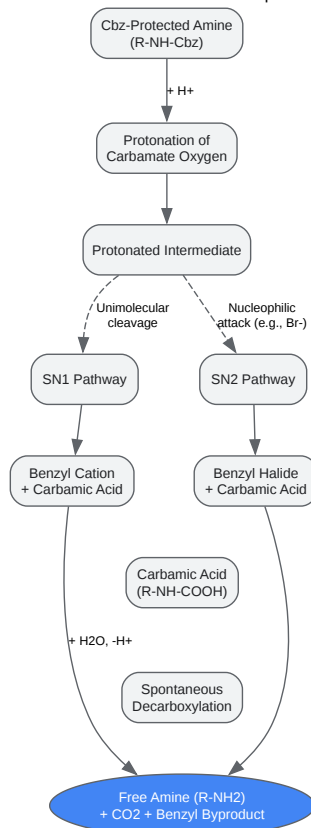 Cbz-Protected Amine
(R-NH-Cbz)
+ H+
Protonation of
Carbamate Oxygen
Protonated Intermediate
Unimolecular
cleavage
Nucleophilic
attack (e.g., Br-)
SN1 Pathway
SN2 Pathway
Benzyl Cation
+ Carbamic Acid
Benzyl Halide
+ Carbamic Acid
Carbamic Acid
(R-NH-COOH)
+ H2O, -H+
Spontaneous
Decarboxylation
Free Amine (R-NH2)
+ CO2 + Benzyl Byproduct